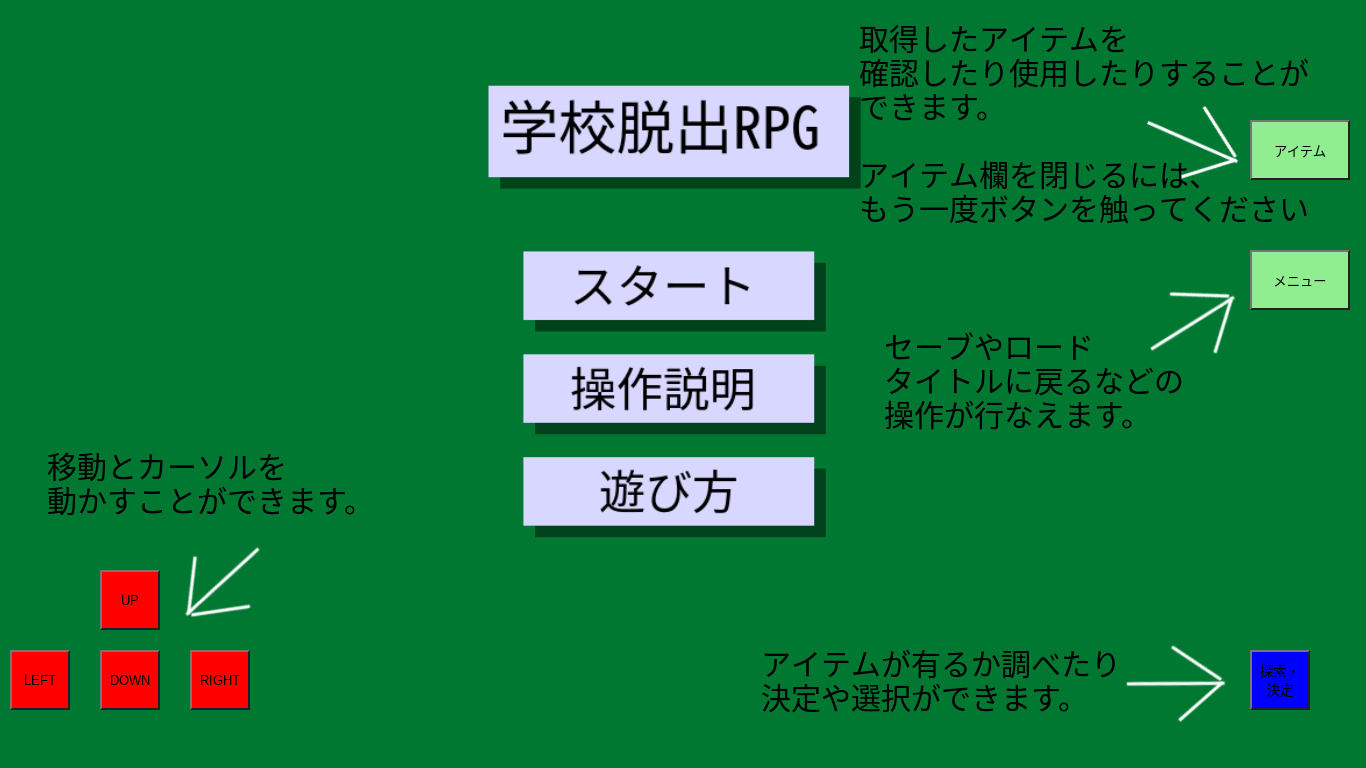 取得したアイテムを
確認したり使用したりすることが
できます。
学校脱出RPG
アイテム
アイテム欄を閉じるには、
もう一度ボタンを触ってください
スタート
メニュー
セーブやロード
タイトルに戻るなどの
操作が行なえます。
操作説明
遊び方
移動とカーソルを
動かすことができます。
UP
LEFT
DOWN
RIGHT
アイテムが有るか調べたり
決定や選択ができます。
探索・
決定